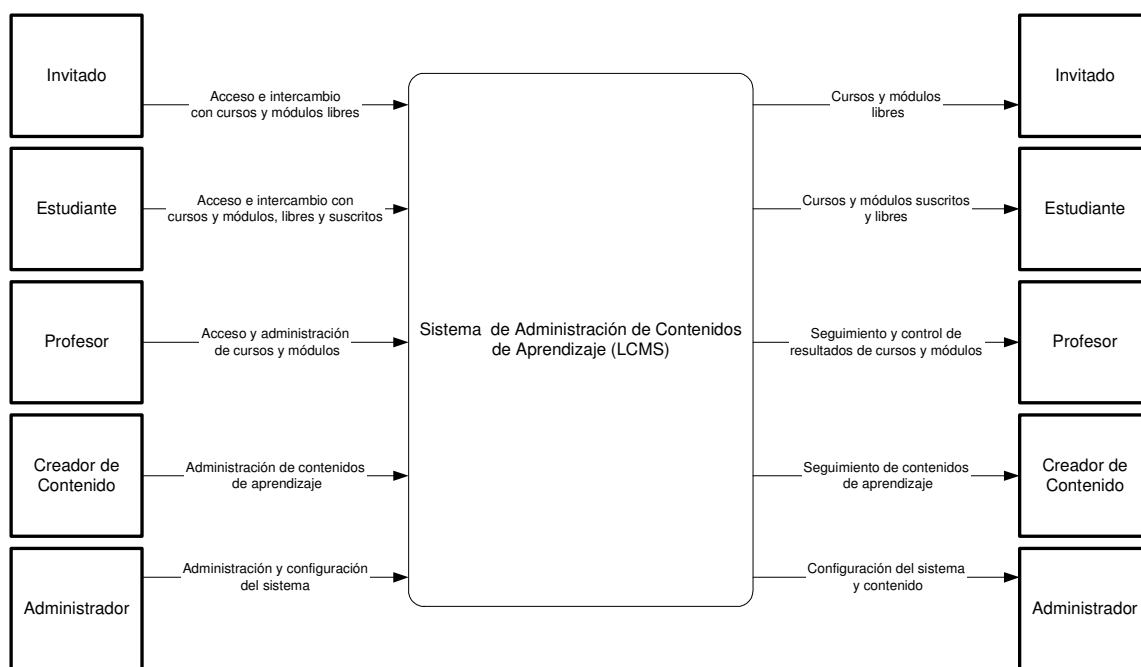 Invitado
Acceso e intercambio
con cursos y módulos libres
Cursos y módulos
libres
Invitado
Estudiante
Acceso e intercambio con
cursos y módulos, libres y suscritos
Cursos y módulos suscritos
y libres
Estudiante
Profesor
Acceso y administración
de cursos y módulos
Sistema de Administración de Contenidos
de Aprendizaje (LCMS)
Seguimiento y control de
resultados de cursos y módulos
Profesor
Creador de
Contenido
Administración de contenidos
de aprendizaje
Seguimiento de contenidos
de aprendizaje
Creador de
Contenido
Administrador
Administración y configuración
del sistema
Configuración del sistema
y contenido
Administrador